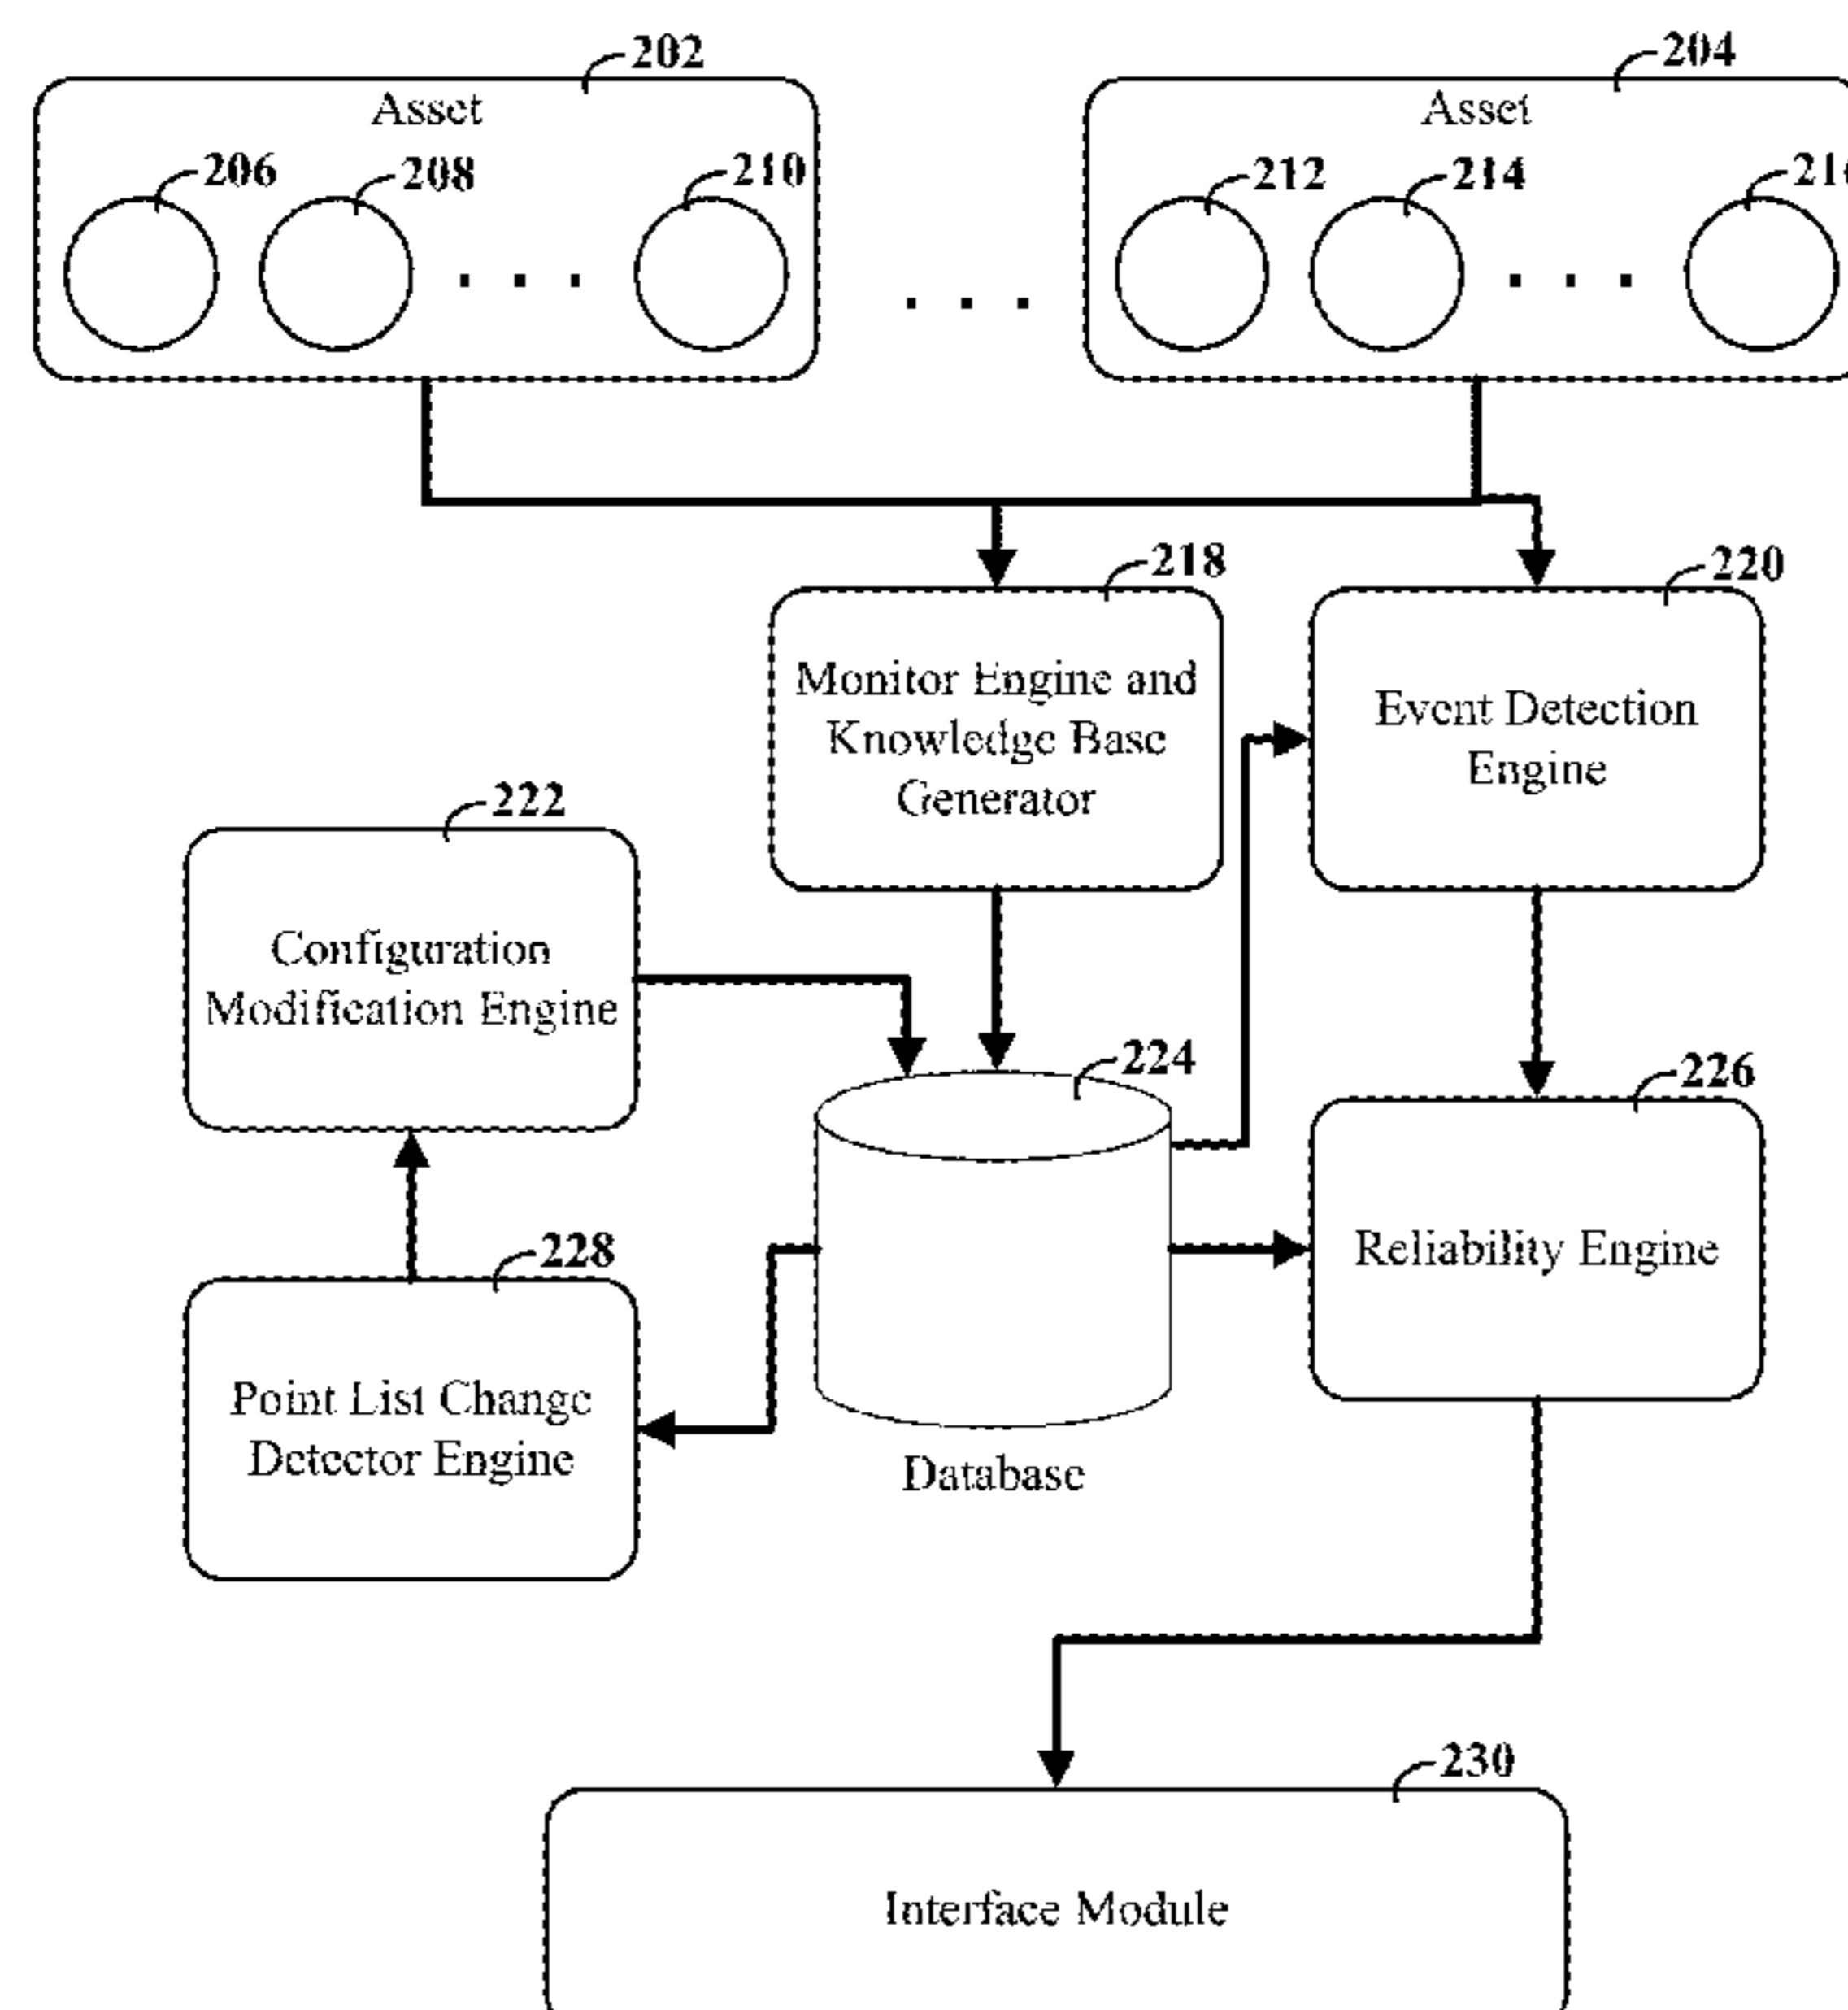 202
204
Asset
Asset
206
208
210
212
214
218
220
Monitor Engine and
Knowledge Base
Generator
Event Detection
Engine
222
Configuration
Modification Engine
224
226
Reliability Engine
228
Point List Change
Detector Engine
Database
230
Interface Module